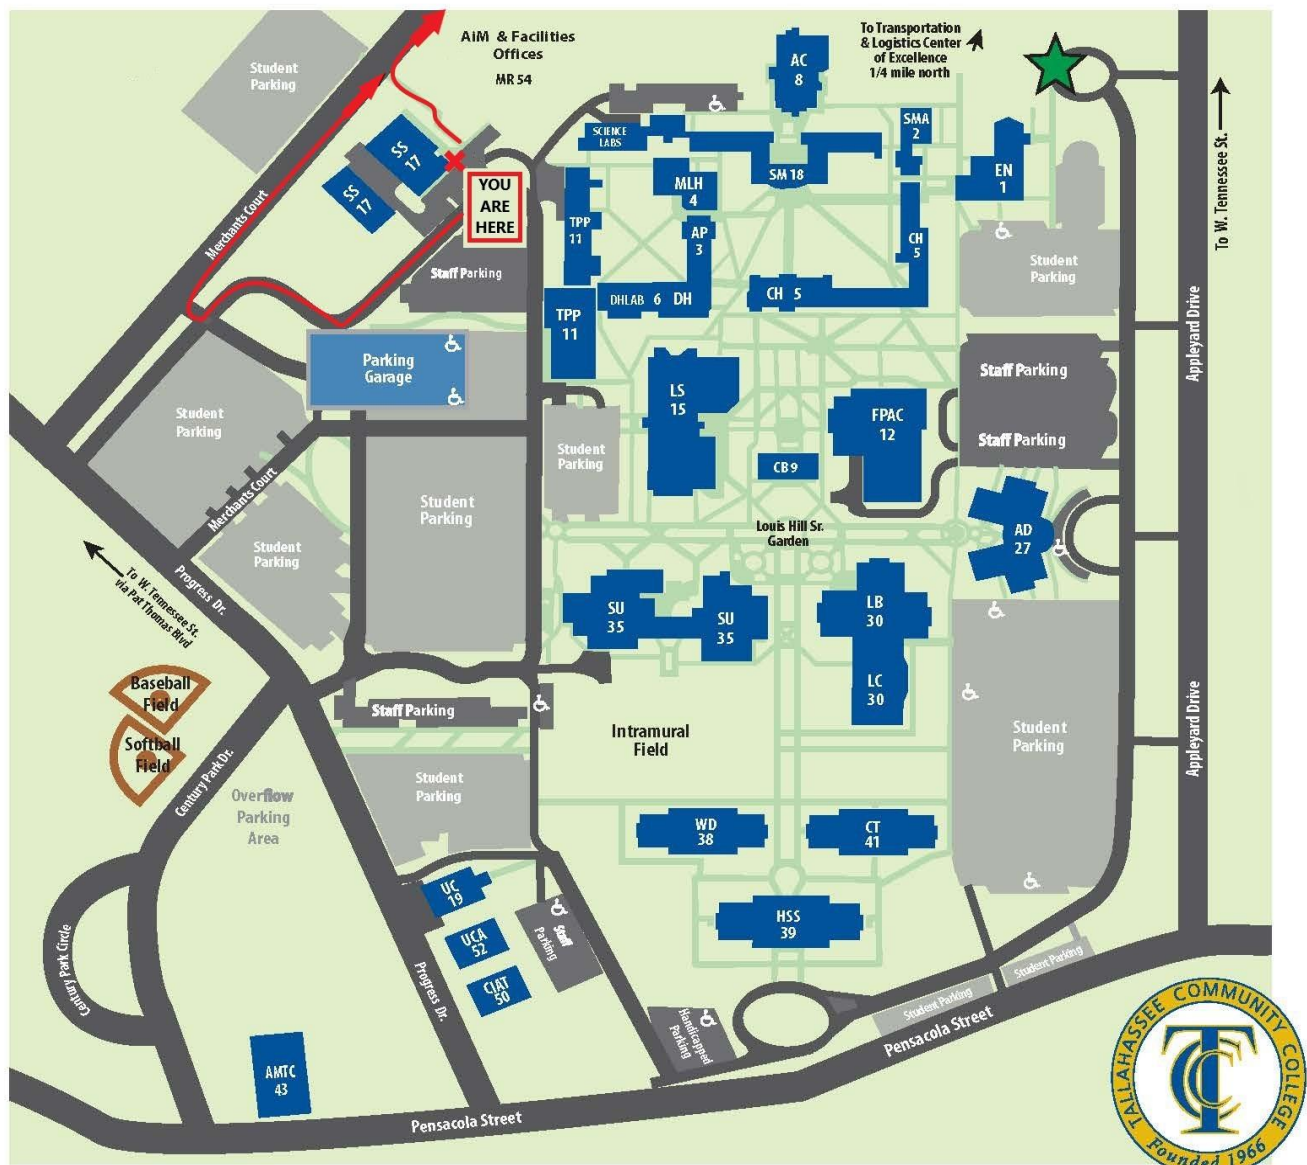 AiM & Facilities
Offices
MR 54
To Transportation
& Logistics Center
of Excellence
1/4 mile north
Student
Parking
AC
8
SMA
2
SCIENCE
LABS
SS
17
SS
17
YOU
ARE
HERE
MLH
4
SM 18
EN
1
To W. Tennessee St.
Merchants Court
TPP
11
AP
3
CH
5
Staff Parking
Student
Parking
DHLAB 6 DH
CH 5
TPP
11
Appleyard Drive
Parking
Garage
Staff Parking
LS
15
Student
Parking
FPAC
12
Staff Parking
Student
Parking
CB 9
Merchants Court
Student
Parking
Louis Hill Sr.
Garden
AD
27
Student
Parking
To W. Tennessee St.
via Pat Thomas Blvd
Progress Dr.
SU
35
SU
35
LB
30
LC
30
Baseball
Field
Softball
Field
Staff Parking
Intramural
Field
Student
Parking
Appleyard Drive
Century Park Dr.
Overflow
Parking
Area
Student
Parking
WD
38
CT
41
UC
19
HSS
39
UCA
52
Staff
Parking
CIAT
50
Century Park Circle
Progress Dr.
Student Parking
Student Parking
Handicapped
Parking
Pensacola Street
AMTC
43
Pensacola Street
TALLAHASSEE COMMUNITY COLLEGE
TCC
Founded 1966